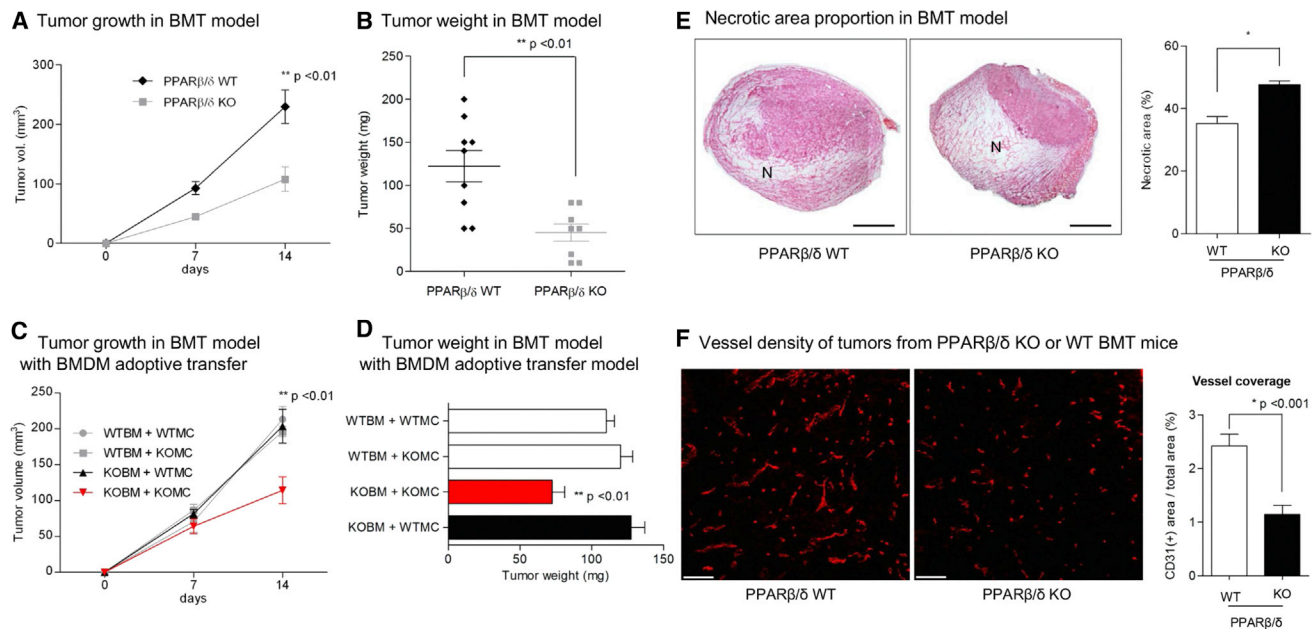 A Tumor growth in BMT model
300
200
100
0
Tumor vol. (mm³)
PPARβ/δ WT
PPARβ/δ KO
** p <0.01
0 7 14
days
B Tumor weight in BMT model
** p <0.01
250
200
150
100
50
0
Tumor weight (mg)
PPARβ/δ WT PPARβ/δ KO
C Tumor growth in BMT model
with BMDM adoptive transfer
250
200
150
100
50
0
Tumor volume (mm³)
** p <0.01
WTBM + WTMC
WTBM + KOMC
KOBM + WTMC
KOBM + KOMC
0 7 14
days
D Tumor weight in BMT model
with BMDM adoptive transfer model
WTBM + WTMC
WTBM + KOMC
KOBM + KOMC
** p <0.01
KOBM + WTMC
0 50 100 150
Tumor weight (mg)
E Necrotic area proportion in BMT model
N
N
PPARβ/δ WT PPARβ/δ KO
*
60
40
20
0
Necrotic area (%)
WT KO
PPARβ/δ
F Vessel density of tumors from PPARβ/δ KO or WT BMT mice
PPARβ/δ WT PPARβ/δ KO
Vessel coverage
* p <0.001
3
2
1
0
CD31(+) area / total area (%)
WT KO
PPARβ/δ